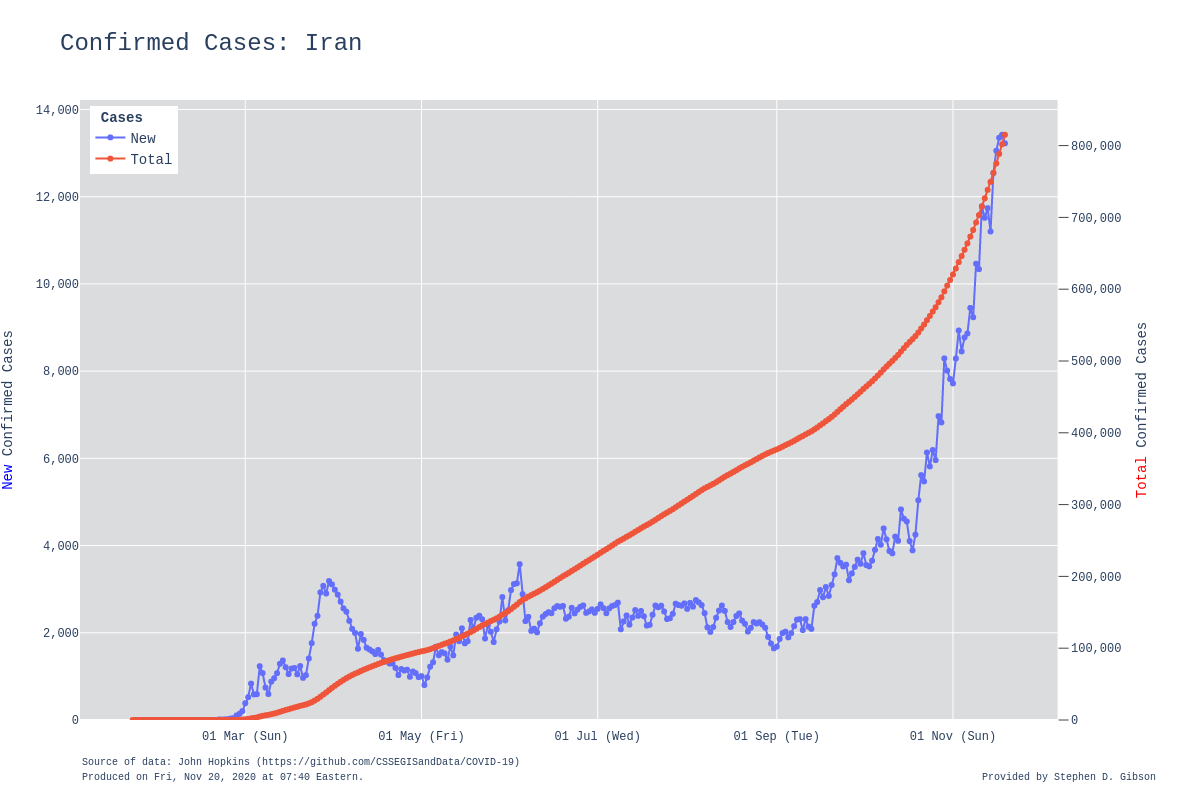 Confirmed Cases: Iran
Cases
New
Total
14,000
12,000
10,000
8,000
6,000
4,000
2,000
0
New Confirmed Cases
800,000
700,000
600,000
500,000
400,000
300,000
200,000
100,000
0
Total Confirmed Cases
01 Mar (Sun)
01 May (Fri)
01 Jul (Wed)
01 Sep (Tue)
01 Nov (Sun)
Source of data: John Hopkins (https://github.com/CSSEGISandData/COVID-19)
Produced on Fri, Nov 20, 2020 at 07:40 Eastern.
Provided by Stephen D. Gibson